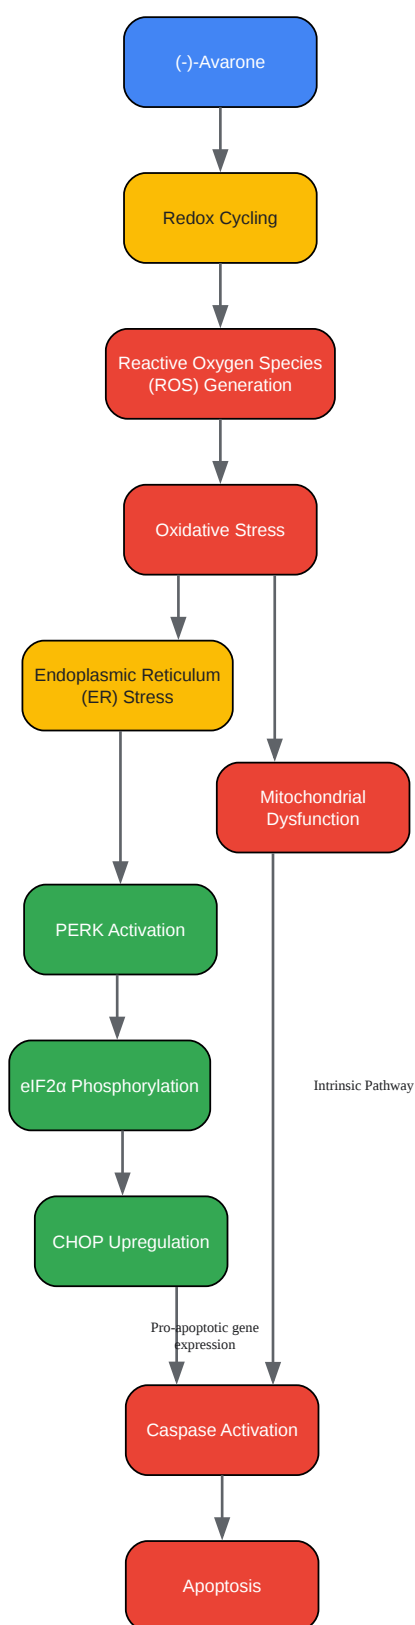 (-)-Avarone
Redox Cycling
Reactive Oxygen Species
(ROS) Generation
Oxidative Stress
Endoplasmic Reticulum
(ER) Stress
Mitochondrial
Dysfunction
PERK Activation
eIF2α Phosphorylation
Intrinsic Pathway
CHOP Upregulation
Pro-apoptotic gene
expression
Caspase Activation
Apoptosis